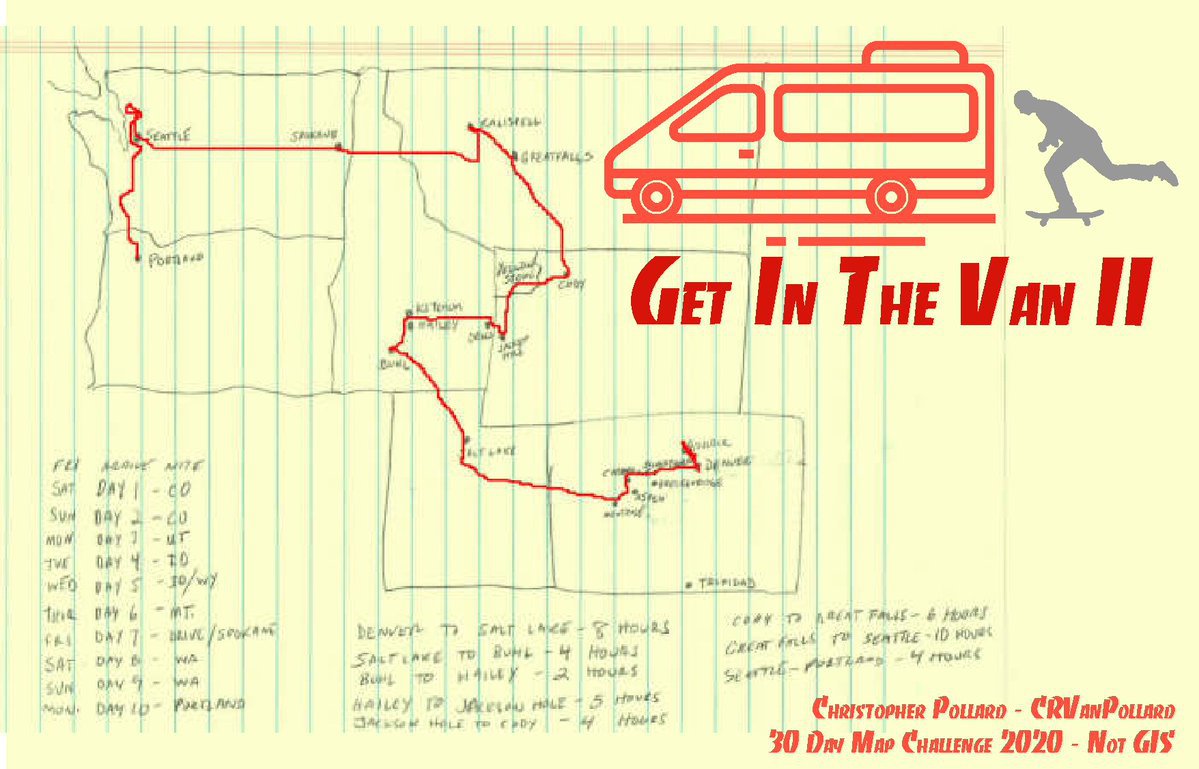 SEATTLE
SPOKANE
KALISPELL
GREAT FALLS
PORTLAND
CODY
KETCHUM
HAILEY
JACKSON HOLE
BUHL
SALT LAKE
BOULDER
DENVER
BRECKENRIDGE
ASPEN
TRINIDAD
GET IN THE VAN II
FRI ARRIVE NITE
SAT DAY 1 - CO
SUN DAY 2 - CO
MON DAY 3 - UT
TUE DAY 4 - ID
WED DAY 5 - ID/WY
THUR DAY 6 - MT.
FRI DAY 7 - DRIVE/SPOKANE
SAT DAY 8 - WA
SUN DAY 9 - WA
MON. DAY 10 - PORTLAND
DENVER TO SALT LAKE - 8 HOURS
SALT LAKE TO BUHL - 4 HOURS
BUHL TO HAILEY - 2 HOURS
HAILEY TO JACKSON HOLE - 5 HOURS
JACKSON HOLE TO CODY - 4 HOURS
CODY TO GREAT FALLS - 6 HOURS
GREAT FALLS TO SEATTLE - 10 HOURS
SEATTLE - PORTLAND - 4 HOURS
CHRISTOPHER POLLARD - CRVANPOLLARD
30 DAY MAP CHALLENGE 2020 - NOT GIS